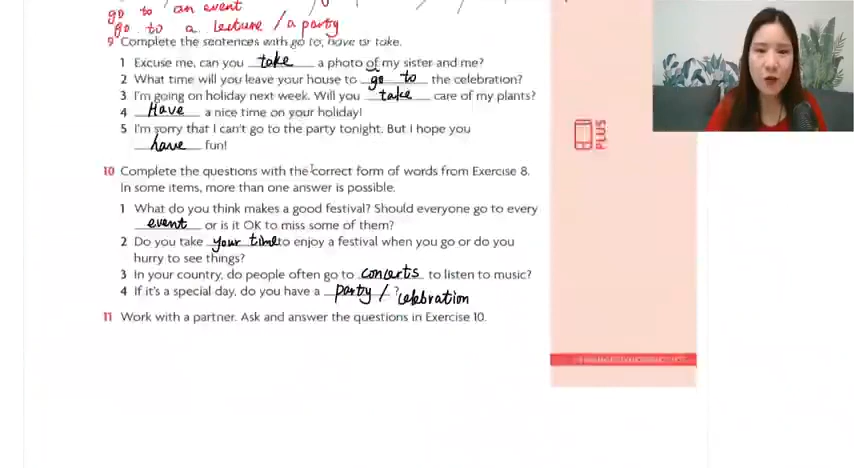 go to an event
go to a lecture / a party
9 Complete the sentences with go to, have or take.
1 Excuse me, can you take a photo of my sister and me?
2 What time will you leave your house to go to the celebration?
3 I'm going on holiday next week. Will you take care of my plants?
4 Have a nice time on your holiday!
5 I'm sorry that I can't go to the party tonight. But I hope you
have fun!
10 Complete the questions with the correct form of words from Exercise 8.
In some items, more than one answer is possible.
1 What do you think makes a good festival? Should everyone go to every
event or is it OK to miss some of them?
2 Do you take your time to enjoy a festival when you go or do you
hurry to see things?
3 In your country, do people often go to concerts to listen to music?
4 If it's a special day, do you have a party / ? celebration
11 Work with a partner. Ask and answer the questions in Exercise 10.
PLUS